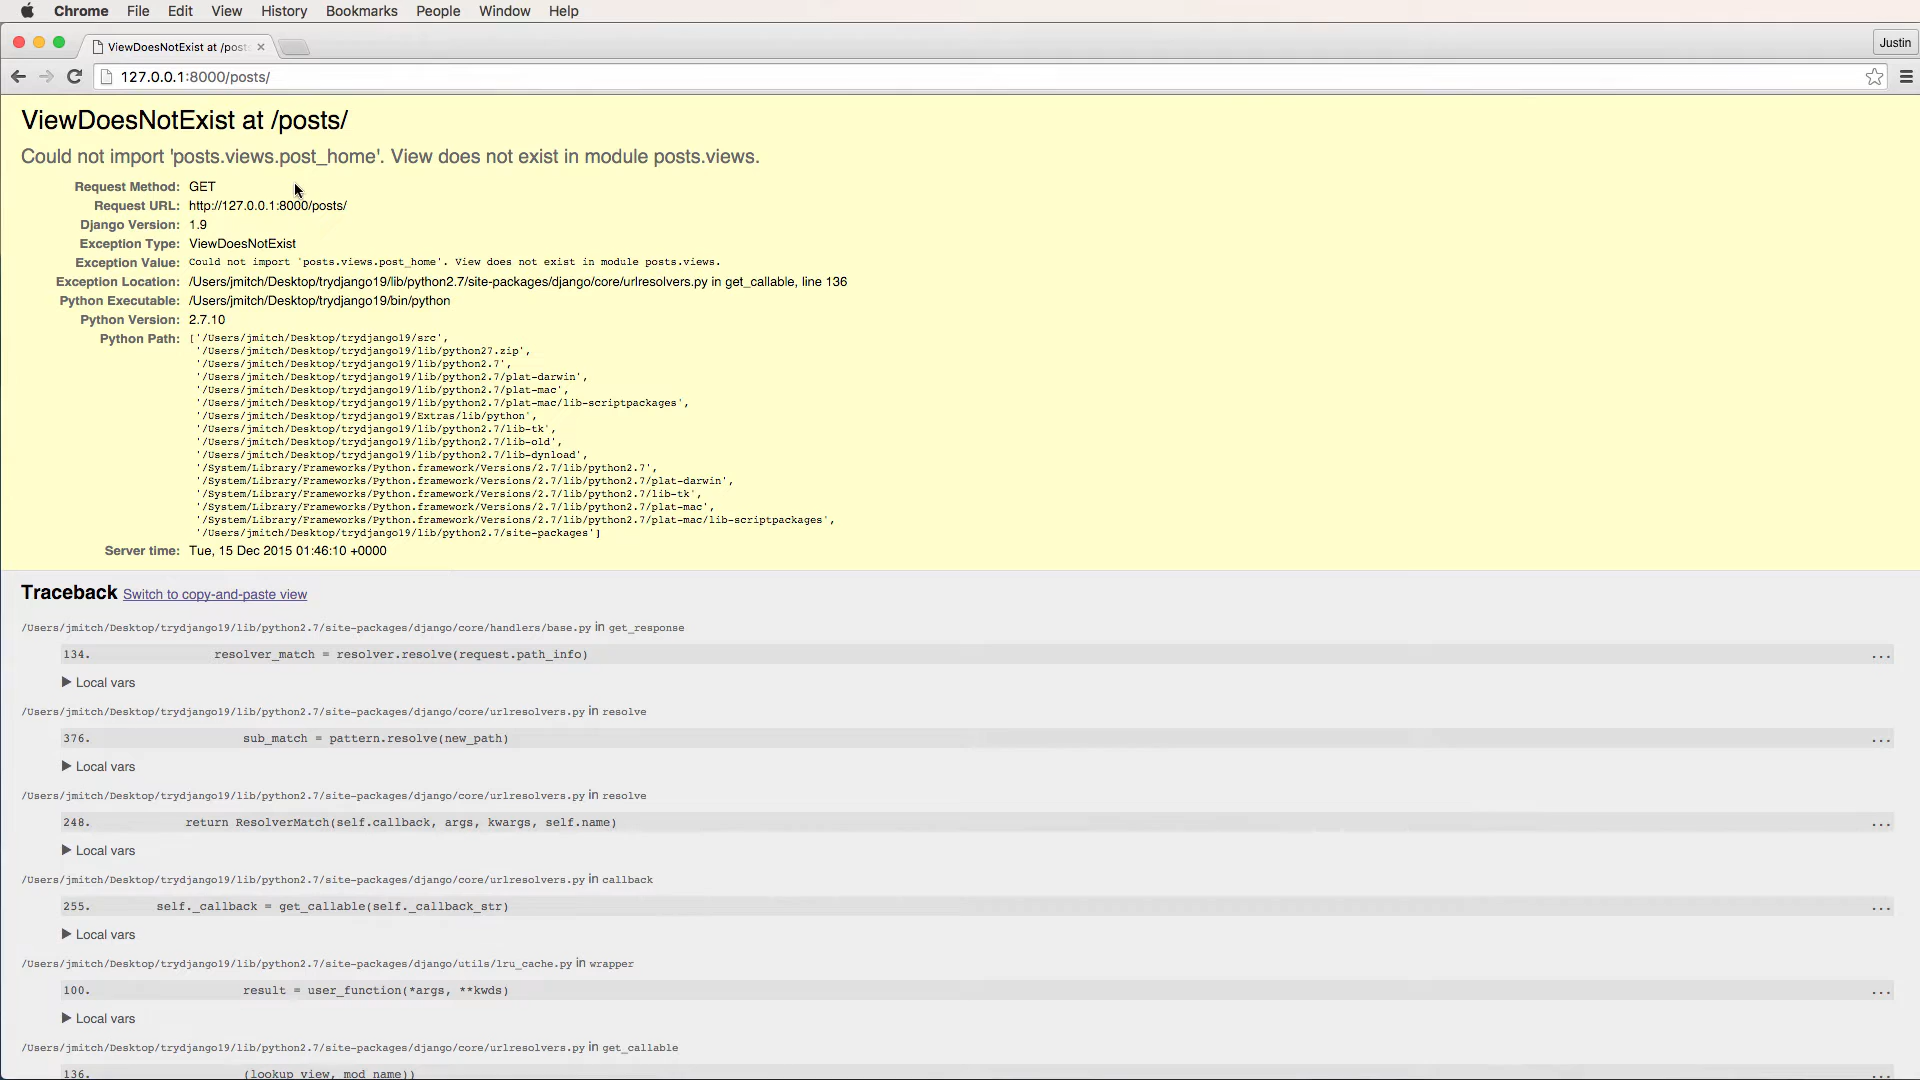 Chrome File Edit View History Bookmarks People Window Help
ViewDoesNotExist at /post
Justin
127.0.0.1:8000/posts/
ViewDoesNotExist at /posts/
Could not import 'posts.views.post_home'. View does not exist in module posts.views.
Request Method: GET
Request URL: http://127.0.0.1:8000/posts/
Django Version: 1.9
Exception Type: ViewDoesNotExist
Exception Value: Could not import 'posts.views.post_home'. View does not exist in module posts.views.
Exception Location: /Users/jmitch/Desktop/trydjango19/lib/python2.7/site-packages/django/core/urlresolvers.py in get_callable, line 136
Python Executable: /Users/jmitch/Desktop/trydjango19/bin/python
Python Version: 2.7.10
Python Path: ['/Users/jmitch/Desktop/trydjango19/src',
'/Users/jmitch/Desktop/trydjango19/lib/python27.zip',
'/Users/jmitch/Desktop/trydjango19/lib/python2.7',
'/Users/jmitch/Desktop/trydjango19/lib/python2.7/plat-darwin',
'/Users/jmitch/Desktop/trydjango19/lib/python2.7/plat-mac',
'/Users/jmitch/Desktop/trydjango19/lib/python2.7/plat-mac/lib-scriptpackages',
'/Users/jmitch/Desktop/trydjango19/Extras/lib/python',
'/Users/jmitch/Desktop/trydjango19/lib/python2.7/lib-tk',
'/Users/jmitch/Desktop/trydjango19/lib/python2.7/lib-old',
'/Users/jmitch/Desktop/trydjango19/lib/python2.7/lib-dynload',
'/System/Library/Frameworks/Python.framework/Versions/2.7/lib/python2.7',
'/System/Library/Frameworks/Python.framework/Versions/2.7/lib/python2.7/plat-darwin',
'/System/Library/Frameworks/Python.framework/Versions/2.7/lib/python2.7/lib-tk',
'/System/Library/Frameworks/Python.framework/Versions/2.7/lib/python2.7/plat-mac',
'/System/Library/Frameworks/Python.framework/Versions/2.7/lib/python2.7/plat-mac/lib-scriptpackages',
'/Users/jmitch/Desktop/trydjango19/lib/python2.7/site-packages']
Server time: Tue, 15 Dec 2015 01:46:10 +0000
Traceback Switch to copy-and-paste view
/Users/jmitch/Desktop/trydjango19/lib/python2.7/site-packages/django/core/handlers/base.py in get_response
134. resolver_match = resolver.resolve(request.path_info) ...
▶ Local vars
/Users/jmitch/Desktop/trydjango19/lib/python2.7/site-packages/django/core/urlresolvers.py in resolve
376. sub_match = pattern.resolve(new_path) ...
▶ Local vars
/Users/jmitch/Desktop/trydjango19/lib/python2.7/site-packages/django/core/urlresolvers.py in resolve
248. return ResolverMatch(self.callback, args, kwargs, self.name) ...
▶ Local vars
/Users/jmitch/Desktop/trydjango19/lib/python2.7/site-packages/django/core/urlresolvers.py in callback
255. self._callback = get_callable(self._callback_str) ...
▶ Local vars
/Users/jmitch/Desktop/trydjango19/lib/python2.7/site-packages/django/utils/lru_cache.py in wrapper
100. result = user_function(*args, **kwds) ...
▶ Local vars
/Users/jmitch/Desktop/trydjango19/lib/python2.7/site-packages/django/core/urlresolvers.py in get_callable
136. (lookup_view, mod_name)) ...